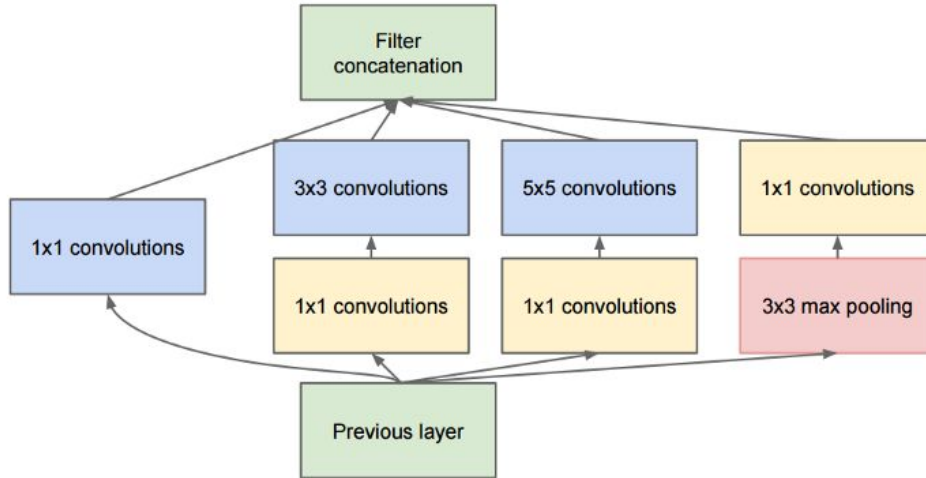 Filter
concatenation
3x3 convolutions
5x5 convolutions
1x1 convolutions
1x1 convolutions
1x1 convolutions
1x1 convolutions
3x3 max pooling
Previous layer